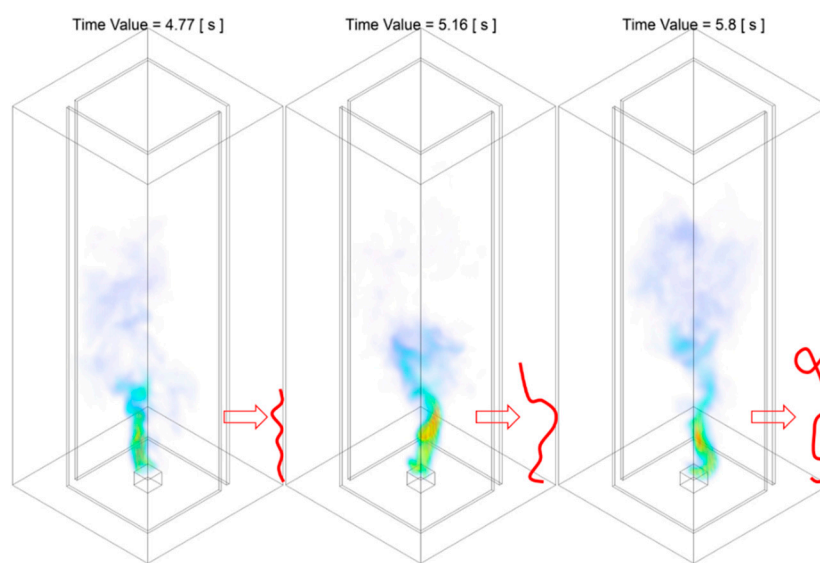 Time Value = 4.77 [ s ]
Time Value = 5.16 [ s ]
Time Value = 5.8 [ s ]